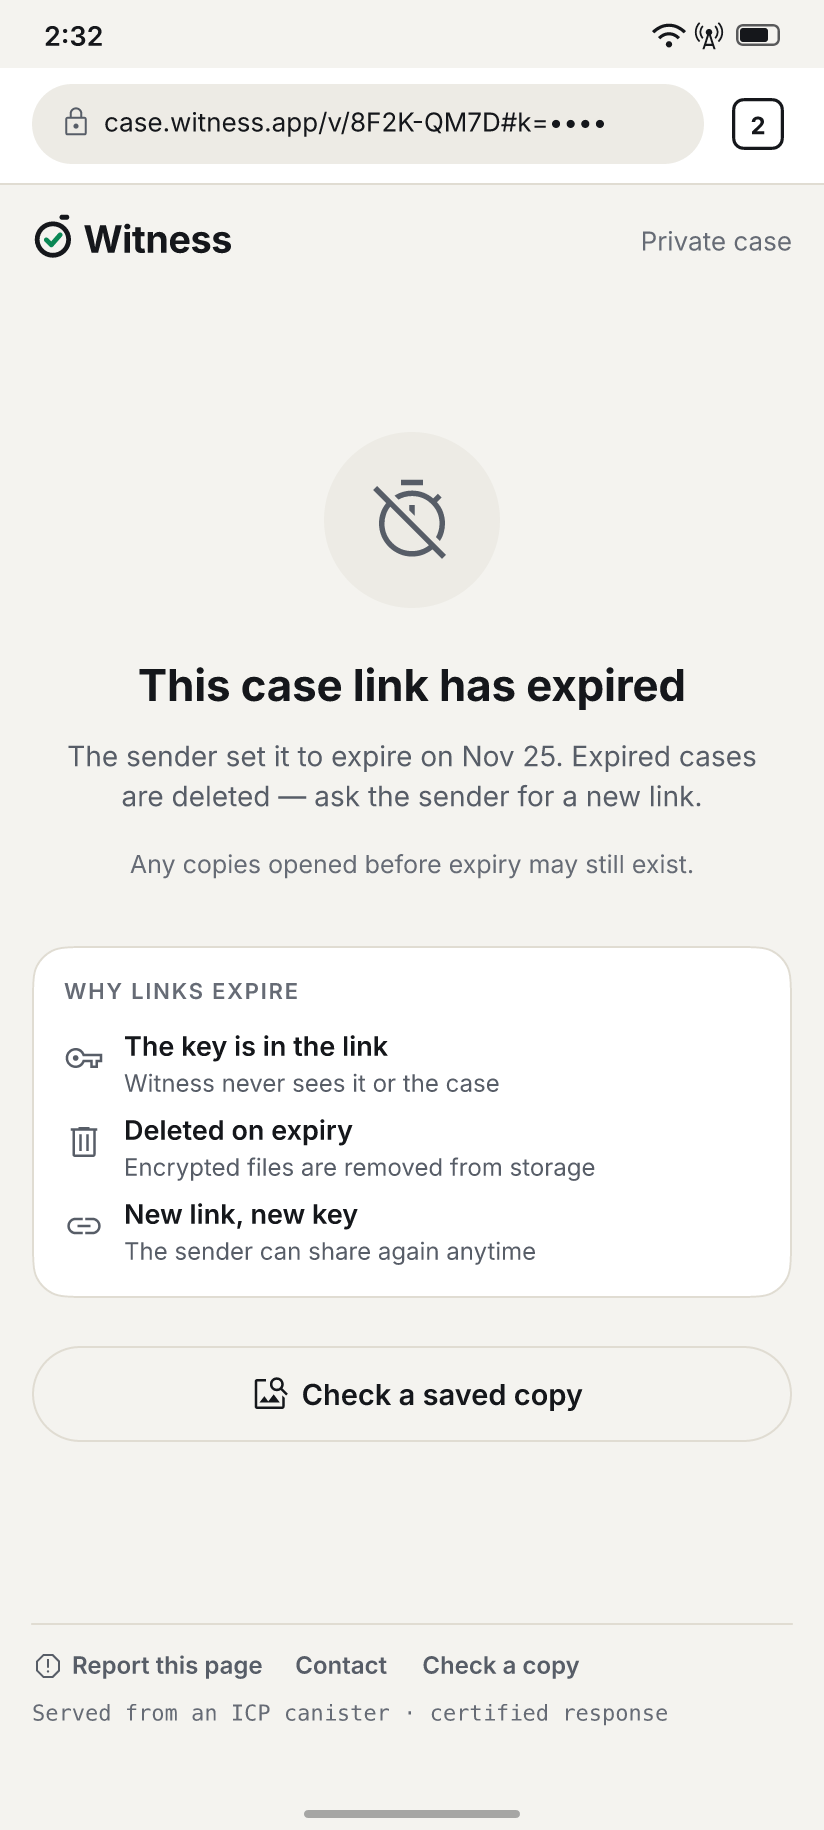 2:32
case.witness.app/v/8F2K-QM7D#k=••••
2
Witness
Private case
This case link has expired
The sender set it to expire on Nov 25. Expired cases
are deleted — ask the sender for a new link.
Any copies opened before expiry may still exist.
WHY LINKS EXPIRE
The key is in the link
Witness never sees it or the case
Deleted on expiry
Encrypted files are removed from storage
New link, new key
The sender can share again anytime
Check a saved copy
Report this page Contact Check a copy
Served from an ICP canister · certified response